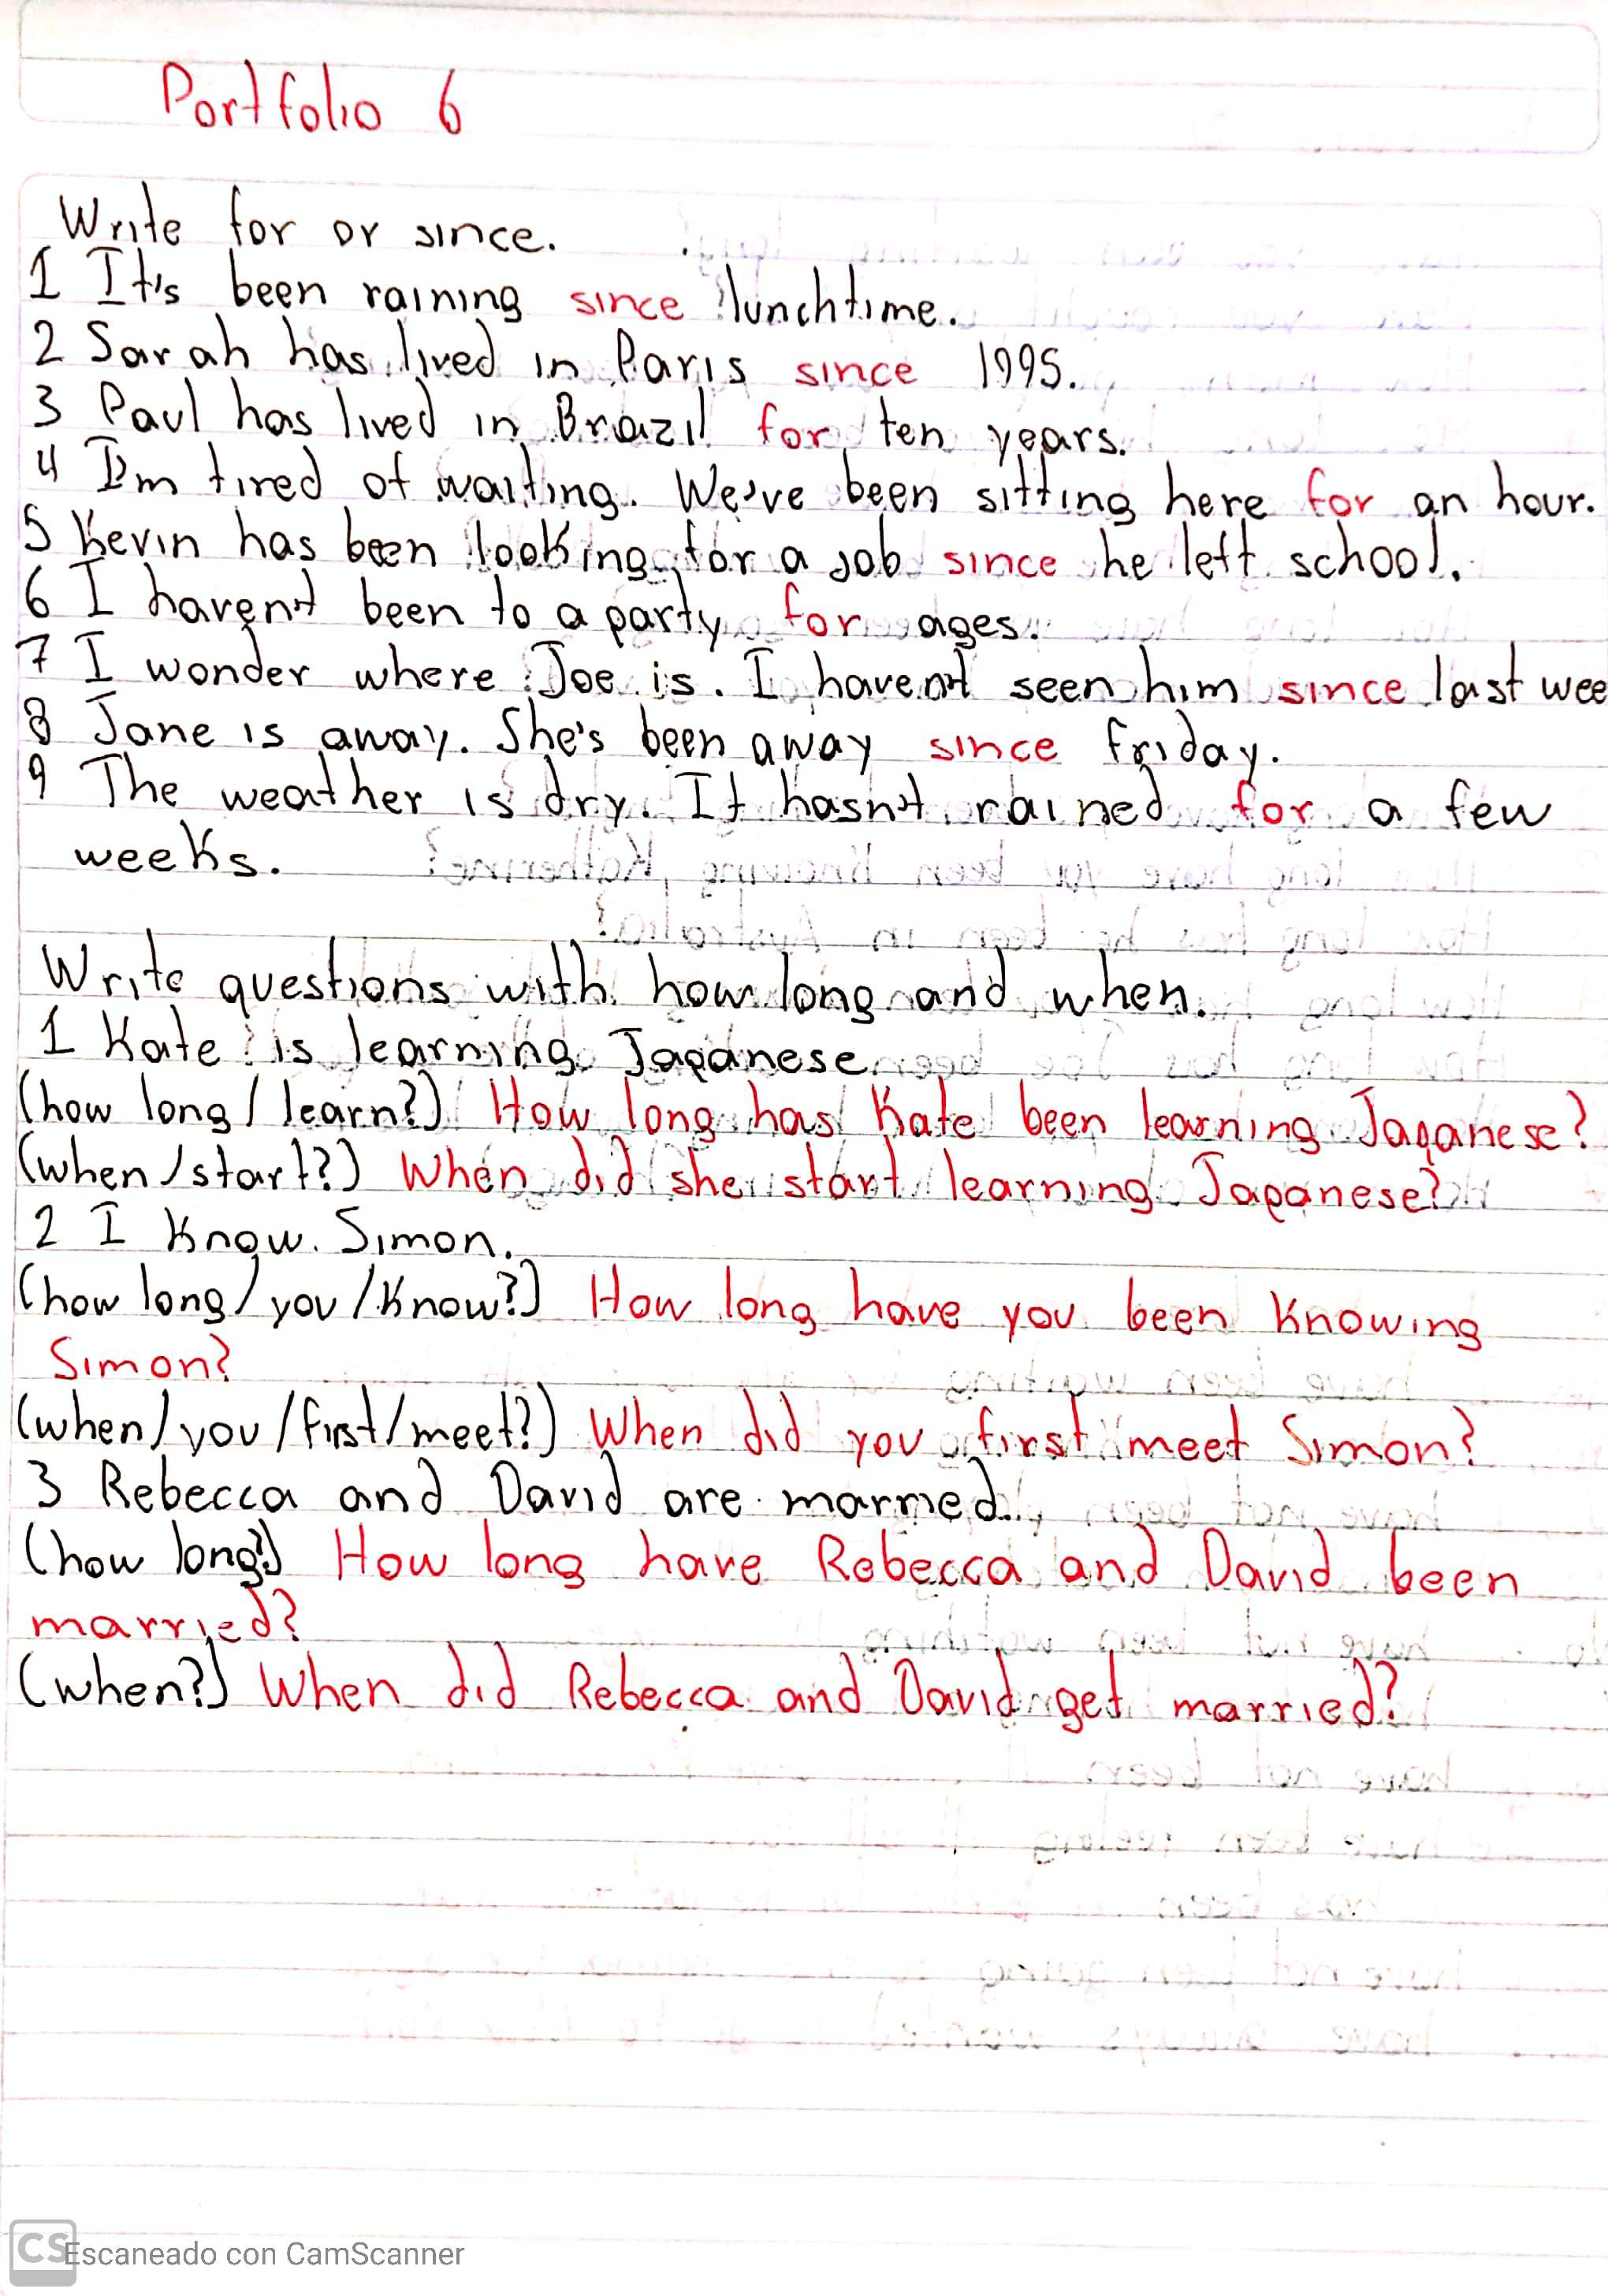 Portfolio 6
Write for or since.
1 It's been raining since lunchtime.
2 Sarah has lived in Paris since 1995.
3 Paul has lived in Brazil for ten years.
4 I'm tired of waiting. We've been sitting here for an hour.
5 Kevin has been looking for a job since he left school.
6 I haven't been to a party for ages.
7 I wonder where Joe is. I haven't seen him since last wee
8 Jane is away. She's been away since friday.
9 The weather is dry. It hasn't rained for a few
weeks.
Write questions with how long and when.
1 Kate is learning Japanese
(how long / learn?) How long has Kate been learning Japanese?
(when / start?) When did she start learning Japanese?
2 I know Simon.
(how long / you / know?) How long have you been knowing
Simon?
(when / you / first / meet?) When did you first meet Simon?
3 Rebecca and David are married.
(how long?) How long have Rebecca and David been
married?
(when?) When did Rebecca and David get married?
CS Escaneado con CamScanner